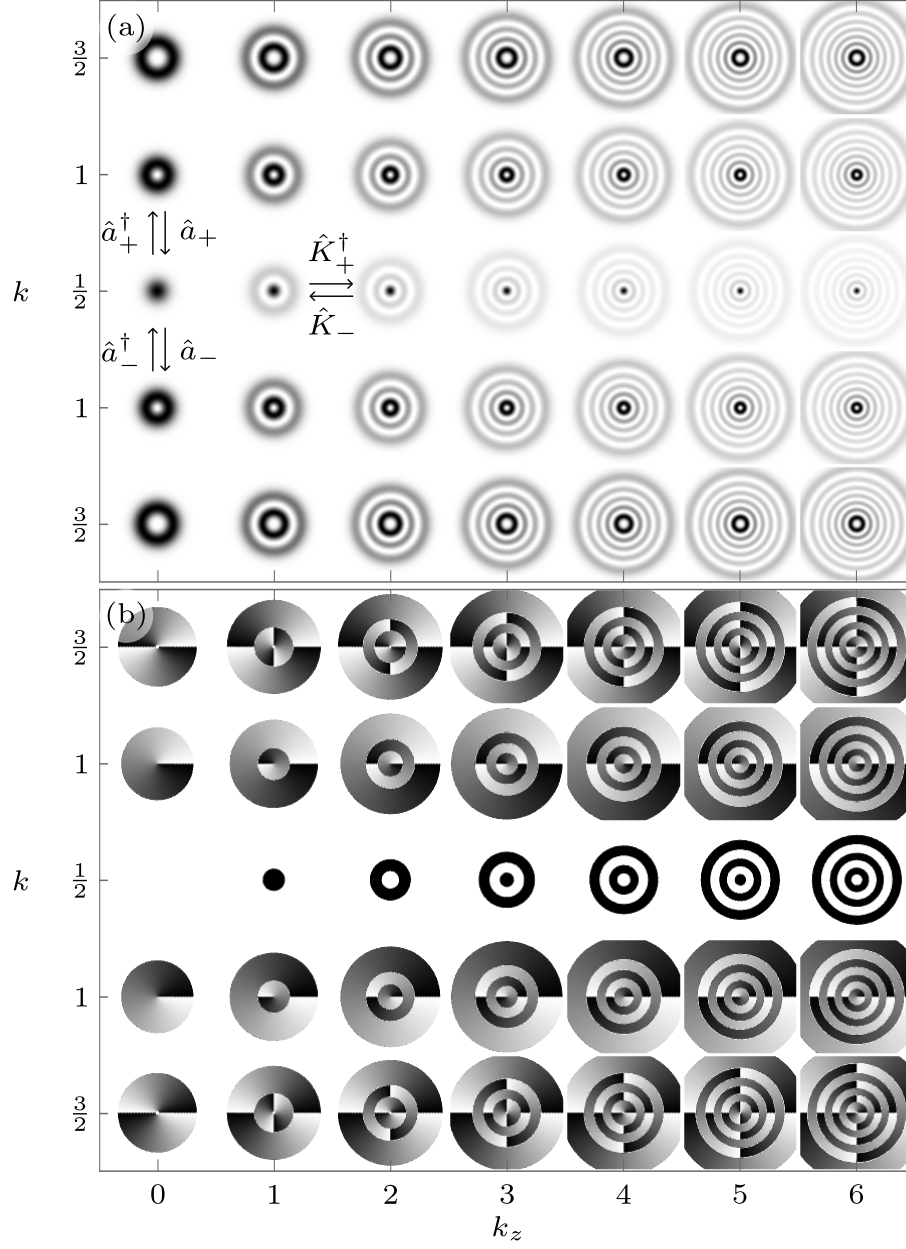 (a)
3/2
1
â†+ â+
K̂†+
k 1/2
K̂−
â†− â−
1
3/2
(b)
3/2
1
k 1/2
1
3/2
0 1 2 3 4 5 6
k_z